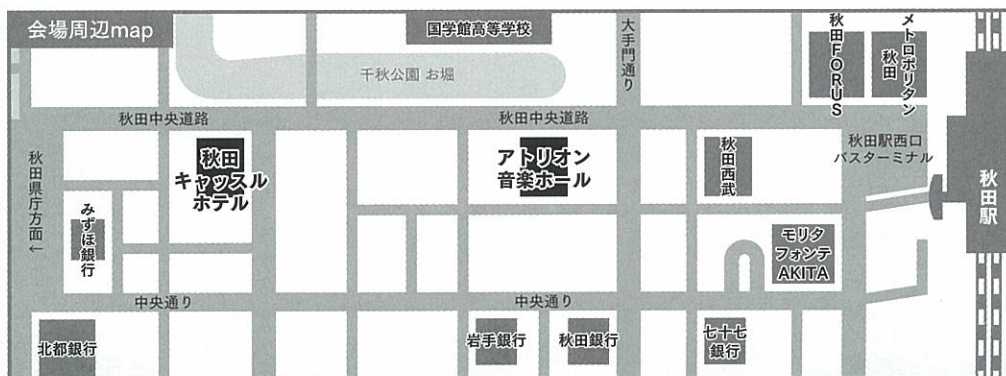 会場周辺map
国学館高等学校
大手門通り
秋田FORUS
メトロポリタン
秋田
千秋公園 お堀
秋田中央道路
秋田中央道路
秋田駅西口
バスターミナル
秋田駅
秋田県庁方面←
秋田
キャッスル
ホテル
アトリオン
音楽ホール
秋田西武
みずほ銀行
モリタ
フォンテ
AKITA
中央通り
中央通り
北都銀行
岩手銀行
秋田銀行
七十七
銀行